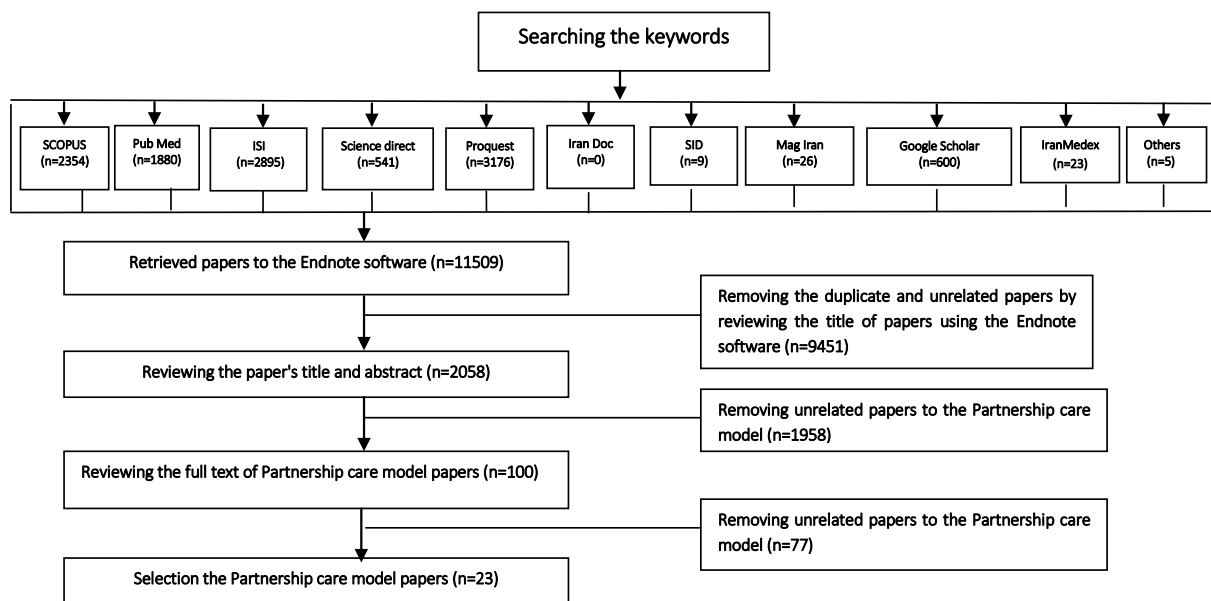 Searching the keywords
SCOPUS
(n=2354)
Pub Med
(n=1880)
ISI
(n=2895)
Science direct
(n=541)
Proquest
(n=3176)
Iran Doc
(n=0)
SID
(n=9)
Mag Iran
(n=26)
Google Scholar
(n=600)
IranMedex
(n=23)
Others
(n=5)
Retrieved papers to the Endnote software (n=11509)
Removing the duplicate and unrelated papers by
reviewing the title of papers using the Endnote
software (n=9451)
Reviewing the paper's title and abstract (n=2058)
Removing unrelated papers to the Partnership care
model (n=1958)
Reviewing the full text of Partnership care model papers (n=100)
Removing unrelated papers to the Partnership care
model (n=77)
Selection the Partnership care model papers (n=23)